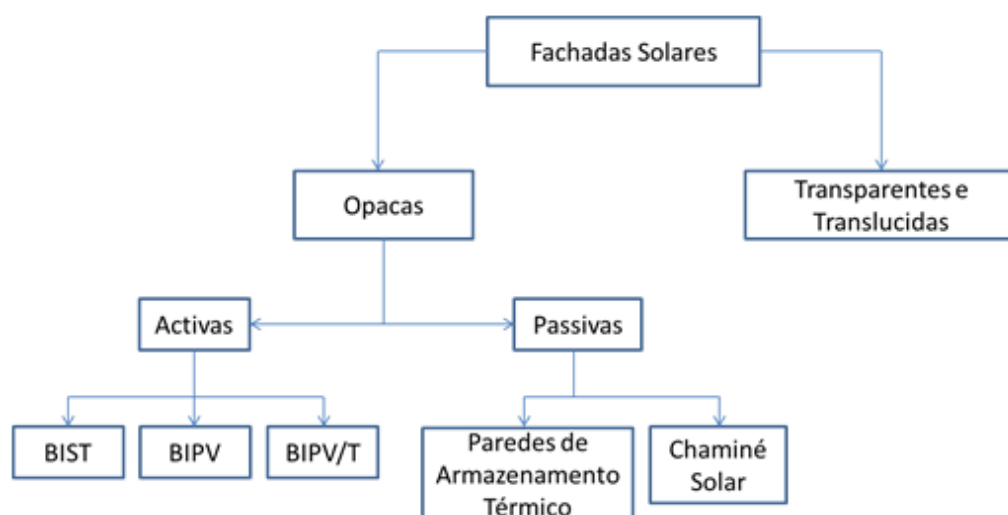 Fachadas Solares
Opacas
Transparentes e
Translucidas
Activas
Passivas
BIST
BIPV
BIPV/T
Paredes de
Armazenamento
Térmico
Chaminé
Solar